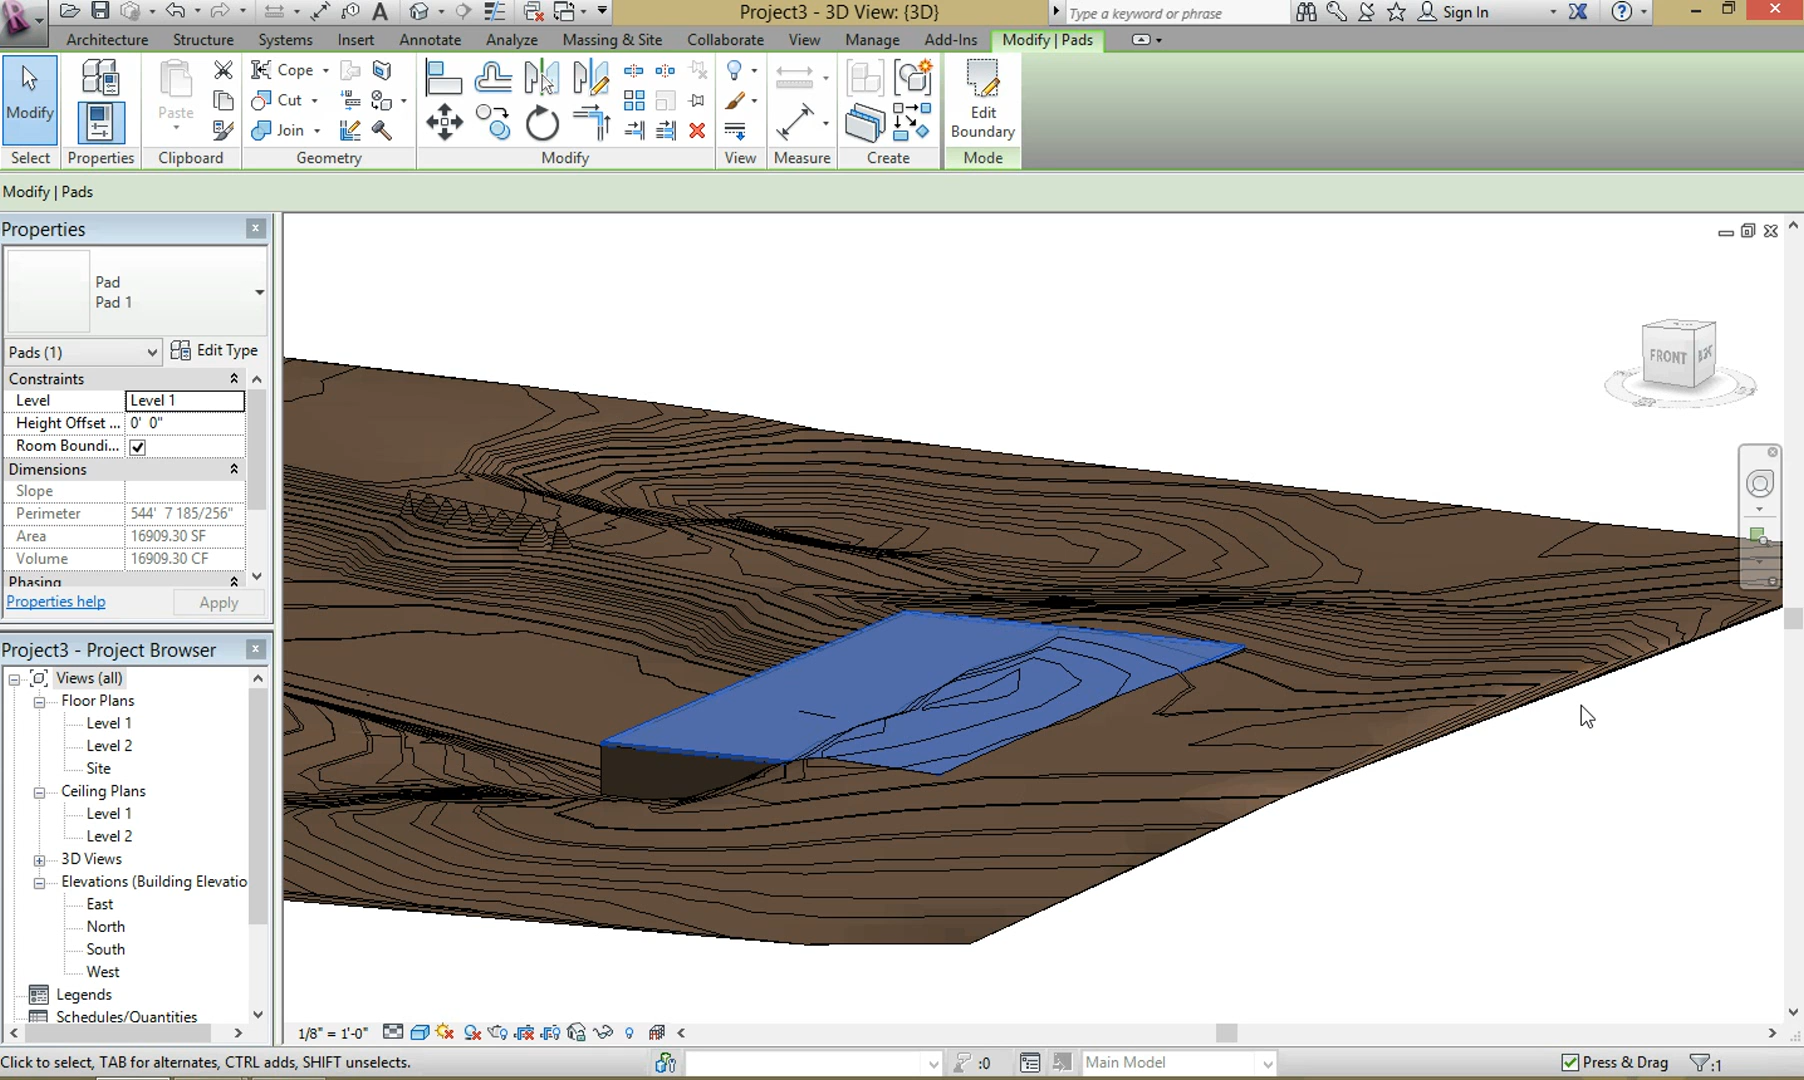 Project3 - 3D View: {3D}
Type a keyword or phrase
Sign In
Architecture
Structure
Systems
Insert
Annotate
Analyze
Massing & Site
Collaborate
View
Manage
Add-Ins
Modify | Pads
Modify
Paste
Cope
Cut
Join
Edit
Boundary
Select
Properties
Clipboard
Geometry
Modify
View
Measure
Create
Mode
Modify | Pads
Properties
Pad
Pad 1
Pads (1)
Edit Type
Constraints
Level
Level 1
Height Offset ...
0' 0"
Room Boundi...
Dimensions
Slope
Perimeter
544' 7 185/256"
Area
16909.30 SF
Volume
16909.30 CF
Phasing
Properties help
Apply
Project3 - Project Browser
Views (all)
Floor Plans
Level 1
Level 2
Site
Ceiling Plans
Level 1
Level 2
3D Views
Elevations (Building Elevatio
East
North
South
West
Legends
Schedules/Quantities
FRONT
1/8" = 1'-0"
Click to select, TAB for alternates, CTRL adds, SHIFT unselects.
:0
Main Model
Press & Drag
:1